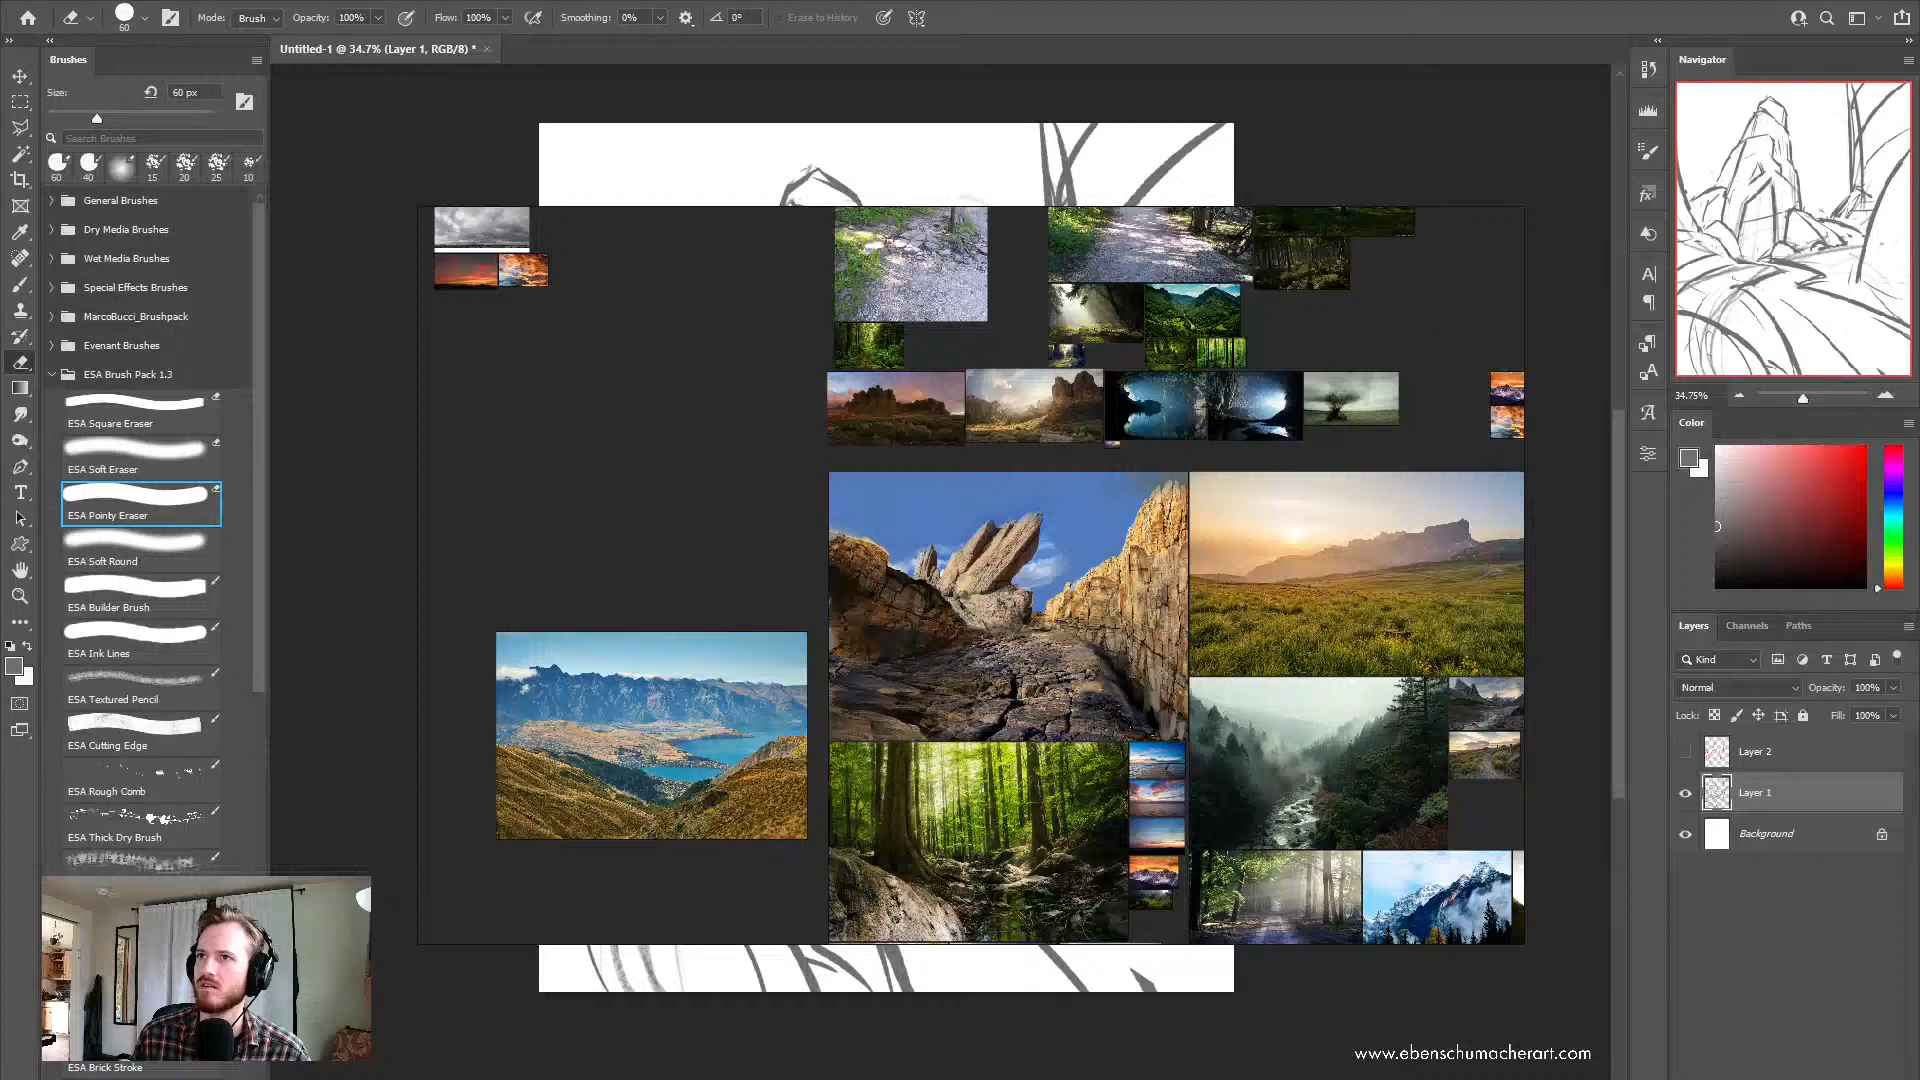 60
Mode: Brush
Opacity: 100%
Flow: 100%
Smoothing: 0%
0°
Erase to History
Untitled-1 @ 34.7% (Layer 1, RGB/8) *
Brushes
Size:
60 px
Search Brushes
60 40 15 20 25 10
General Brushes
Dry Media Brushes
Wet Media Brushes
Special Effects Brushes
MarcoBucci_Brushpack
Evenant Brushes
ESA Brush Pack 1.3
ESA Square Eraser
ESA Soft Eraser
ESA Pointy Eraser
ESA Soft Round
ESA Builder Brush
ESA Ink Lines
ESA Textured Pencil
ESA Cutting Edge
ESA Rough Comb
ESA Thick Dry Brush
ESA Brick Stroke
Navigator
34.75%
Color
Layers Channels Paths
Kind
Normal
Opacity: 100%
Lock:
Fill: 100%
Layer 2
Layer 1
Background
www.ebenschumacherart.com